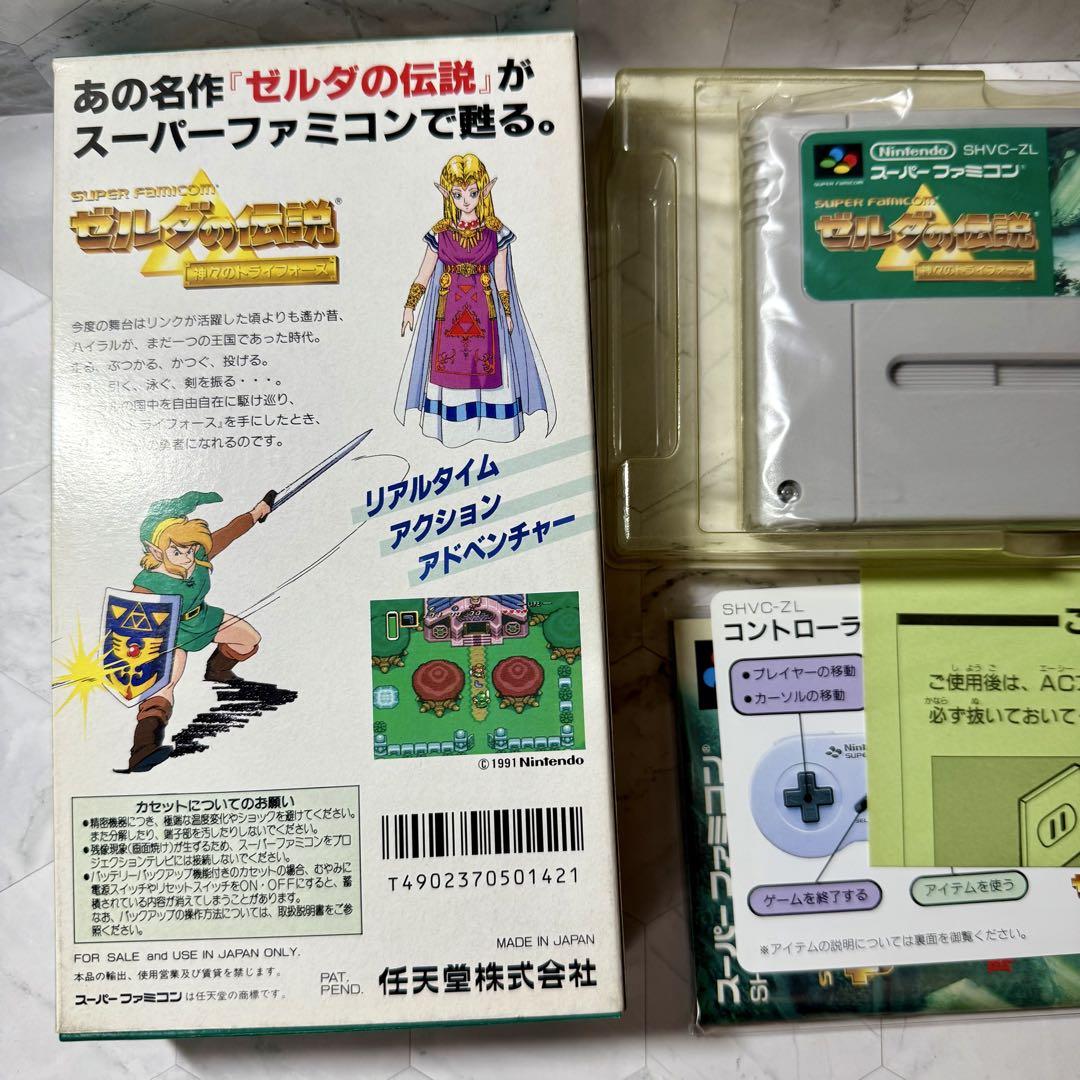 あの名作『ゼルダの伝説』が
スーパーファミコンで甦る。
SUPER FAMICOM
ゼルダの伝説®
神々のトライフォース
今度の舞台はリンクが活躍した頃よりも遙か昔、
ハイラルが、まだ一つの王国であった時代。
ぶつかる、かつぐ、投げる。
引く、泳ぐ、剣を振る・・・。
の国中を自由自在に駆け巡り、
ライフォース』を手にしたとき、
勇者になれるのです。
リアルタイム
アクション
アドベンチャー
LIFE
©1991 Nintendo
カセットについてのお願い
●精密機器につき、極端な温度変化やショックを避けてください。
また分解したり、端子部を汚したりしないでください。
●残像現象(画面焼け)が生ずるため、スーパーファミコンをプロ
ジェクションテレビには接続しないでください。
●バッテリーバックアップ機能付きのカセットの場合、むやみに
電源スイッチやリセットスイッチをON・OFFにすると、蓄
積されている内容が消えてしまうことがあります。
なお、バックアップの操作方法については、取扱説明書をご参
照ください。
T4902370501421
FOR SALE and USE IN JAPAN ONLY.
本品の輸出、使用営業及び賃貸を禁じます。
スーパーファミコンは任天堂の商標です。
PAT.
PEND.
MADE IN JAPAN
任天堂株式会社
Nintendo SHVC-ZL
スーパーファミコン®
SUPER FAMICOM
SUPER FAMICOM
ゼルダの伝説®
神々のトライフォース
SHVC-ZL
コントローラ
●プレイヤーの移動
●カーソルの移動
Nint
SUPE
SELE
ゲームを終了する
アイテムを使う
※アイテムの説明については裏面を御覧ください。
しようご
エーシー
ご使用後は、AC
かなら ぬ
必ず抜いておいて
スーパーファミコン®
SH